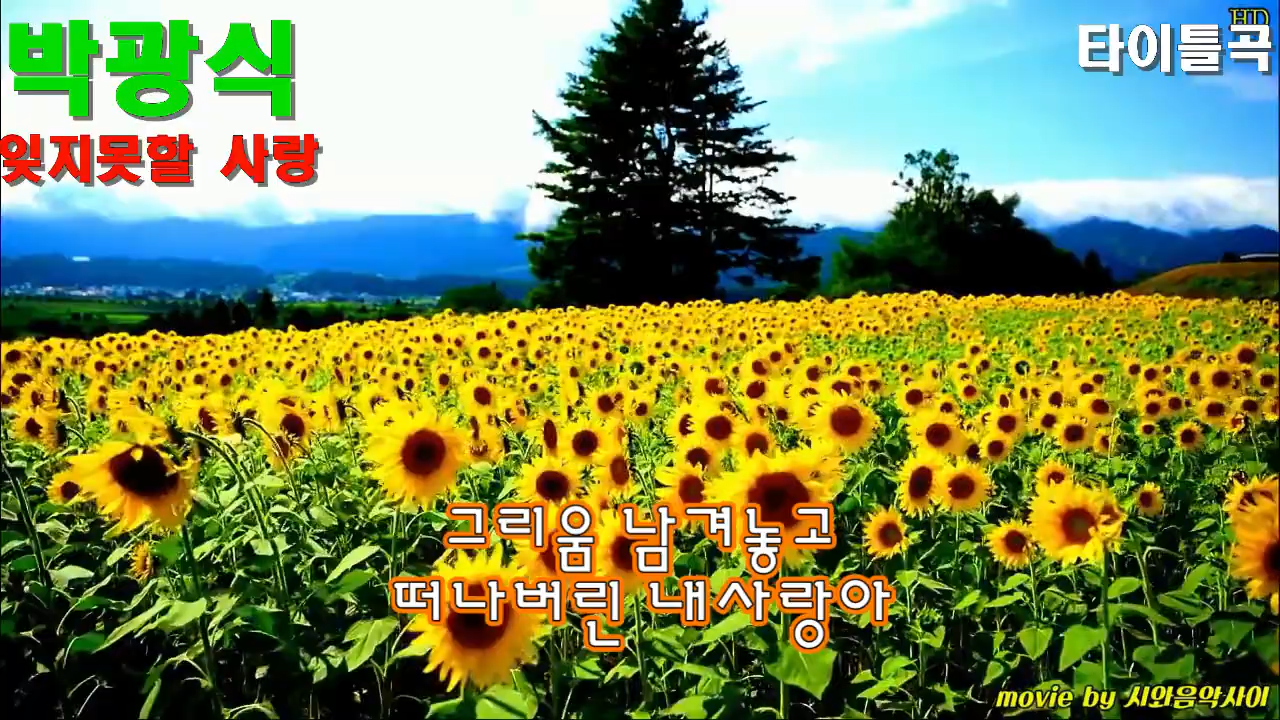 박광식
잊지못할 사랑
HD
타이틀곡
그리움 남겨놓고
떠나버린 내사랑아
movie by 시와음악사이